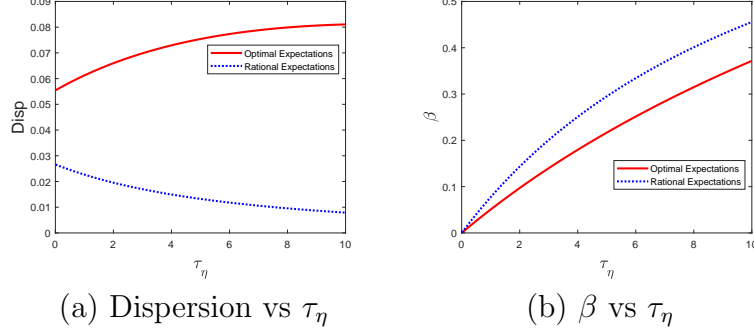 0.09
0.08
0.07
0.06
0.05
0.04
0.03
0.02
0.01
0
Disp
Optimal Expectations
Rational Expectations
0 2 4 6 8 10
τη
(a) Dispersion vs τη
0.5
0.4
0.3
0.2
0.1
0
β
Optimal Expectations
Rational Expectations
0 2 4 6 8 10
τη
(b) β vs τη